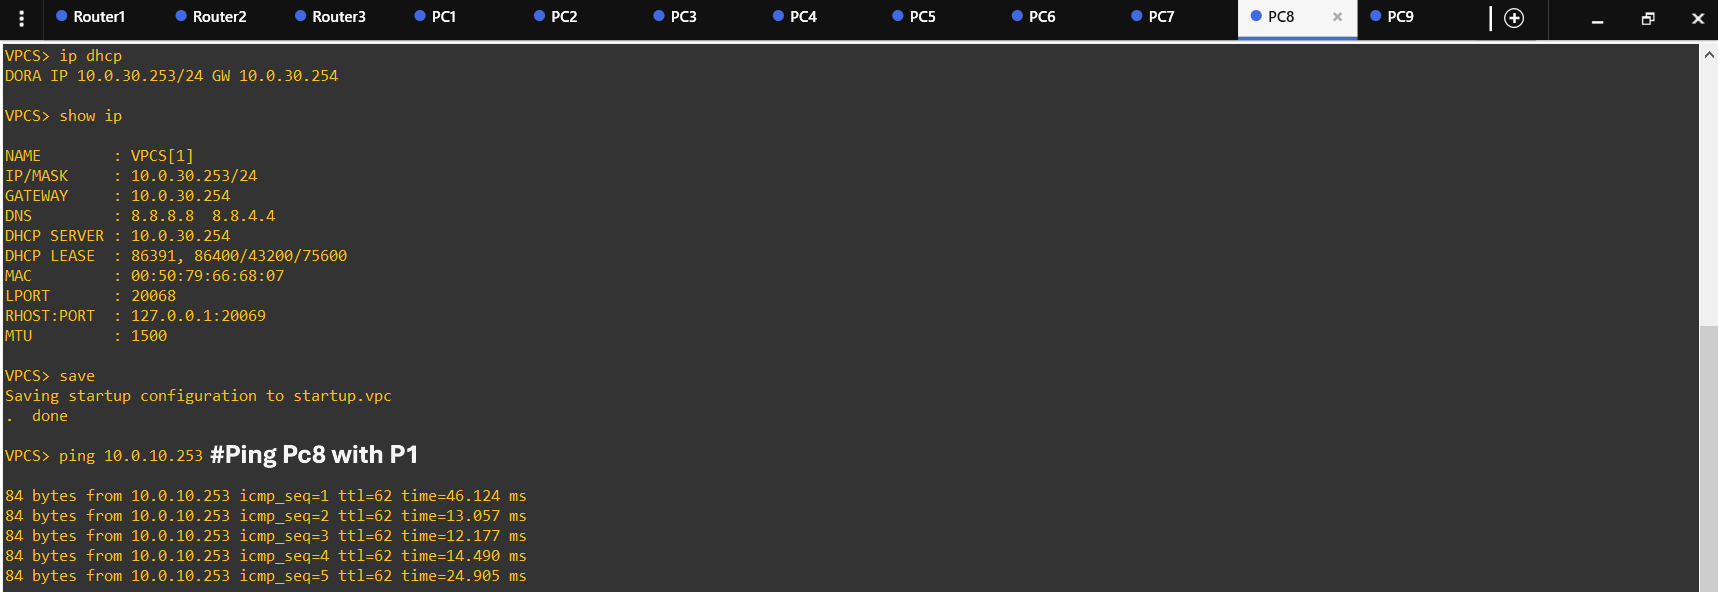 Router1 Router2 Router3 PC1 PC2 PC3 PC4 PC5 PC6 PC7 PC8 PC9
VPCS> ip dhcp
DORA IP 10.0.30.253/24 GW 10.0.30.254
VPCS> show ip
NAME        : VPCS[1]
IP/MASK     : 10.0.30.253/24
GATEWAY     : 10.0.30.254
DNS         : 8.8.8.8  8.8.4.4
DHCP SERVER : 10.0.30.254
DHCP LEASE  : 86391, 86400/43200/75600
MAC         : 00:50:79:66:68:07
LPORT       : 20068
RHOST:PORT  : 127.0.0.1:20069
MTU         : 1500
VPCS> save
Saving startup configuration to startup.vpc
.  done
VPCS> ping 10.0.10.253 #Ping Pc8 with P1
84 bytes from 10.0.10.253 icmp_seq=1 ttl=62 time=46.124 ms
84 bytes from 10.0.10.253 icmp_seq=2 ttl=62 time=13.057 ms
84 bytes from 10.0.10.253 icmp_seq=3 ttl=62 time=12.177 ms
84 bytes from 10.0.10.253 icmp_seq=4 ttl=62 time=14.490 ms
84 bytes from 10.0.10.253 icmp_seq=5 ttl=62 time=24.905 ms